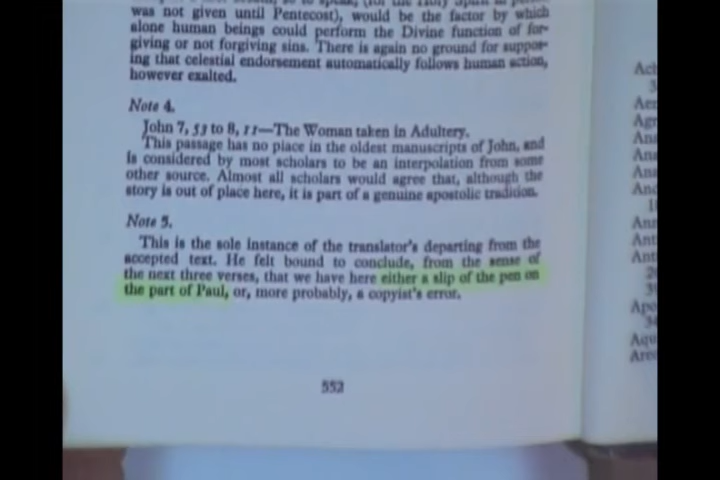 was not given until Pentecost), would be the factor by which
alone human beings could perform the Divine function of for-
giving or not forgiving sins. There is again no ground for suppos-
ing that celestial endorsement automatically follows human action,
however exalted.
Note 4.
John 7, 53 to 8, 11—The Woman taken in Adultery.
This passage has no place in the oldest manuscripts of John, and
is considered by most scholars to be an interpolation from some
other source. Almost all scholars would agree that, although the
story is out of place here, it is part of a genuine apostolic tradition.
Note 5.
This is the sole instance of the translator's departing from the
accepted text. He felt bound to conclude, from the sense of
the next three verses, that we have here either a slip of the pen on
the part of Paul, or, more probably, a copyist's error.
552